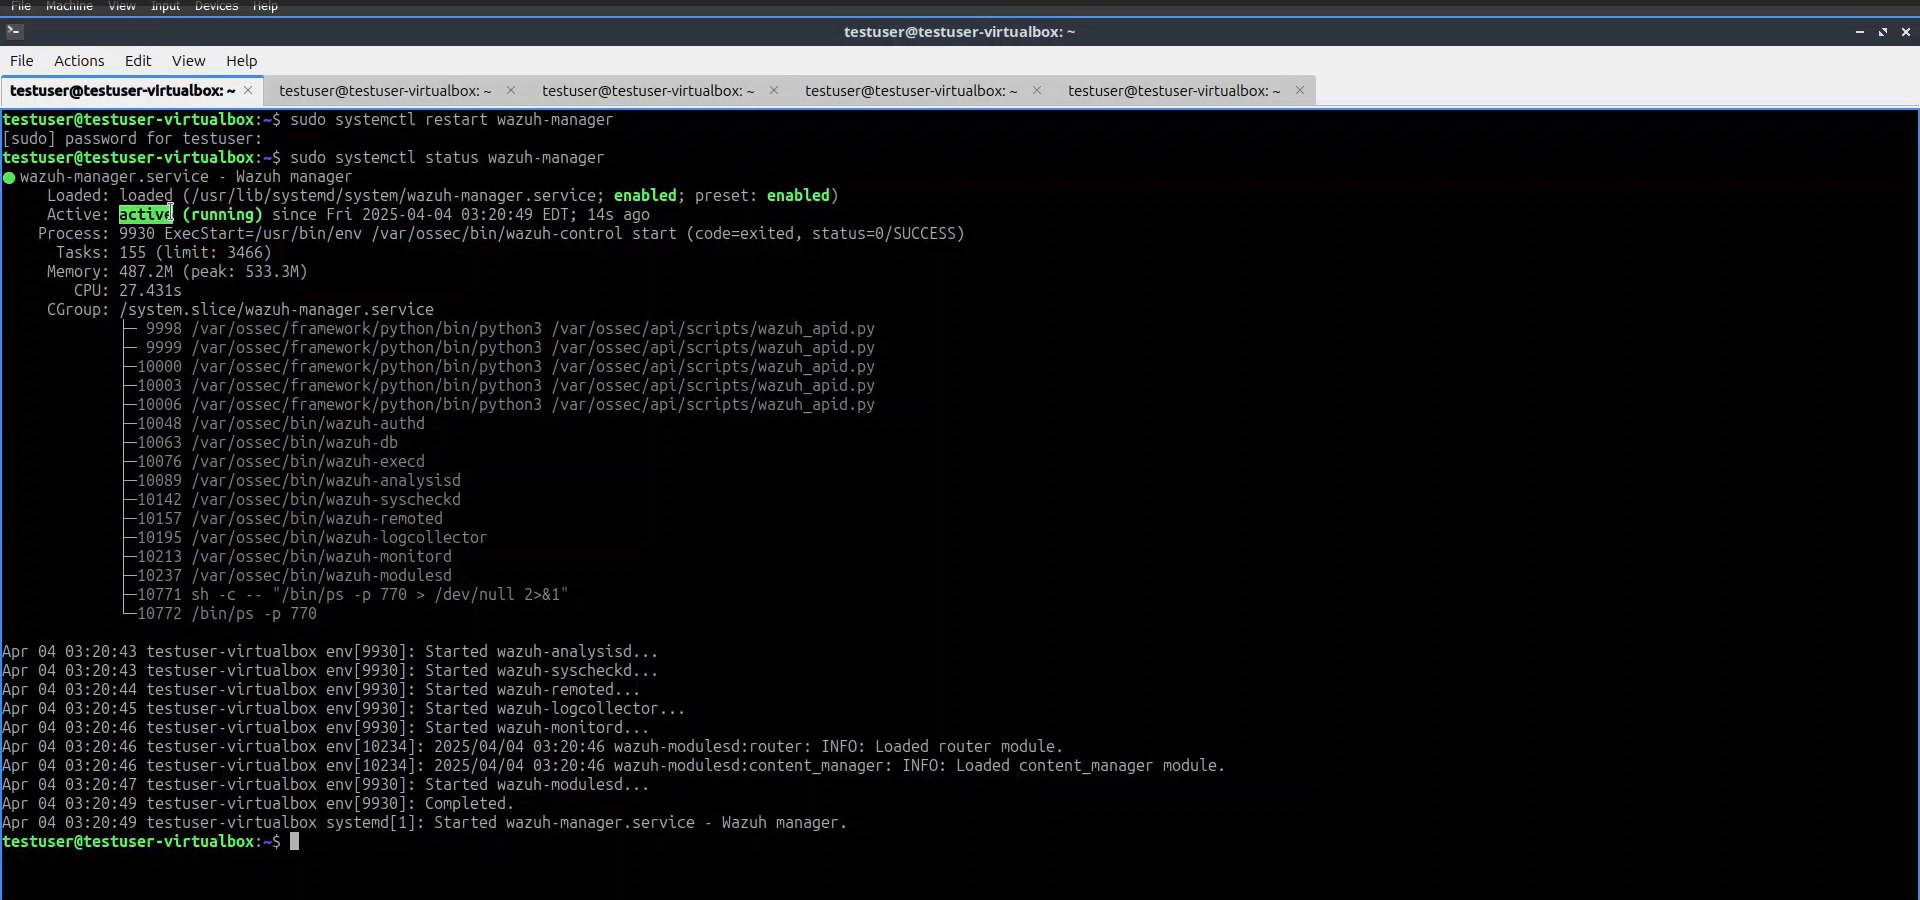 File Machine View Input Devices Help
testuser@testuser-virtualbox: ~
File Actions Edit View Help
testuser@testuser-virtualbox: ~ testuser@testuser-virtualbox: ~ testuser@testuser-virtualbox: ~ testuser@testuser-virtualbox: ~ testuser@testuser-virtualbox: ~
testuser@testuser-virtualbox:~$ sudo systemctl restart wazuh-manager
[sudo] password for testuser:
testuser@testuser-virtualbox:~$ sudo systemctl status wazuh-manager
● wazuh-manager.service - Wazuh manager
Loaded: loaded (/usr/lib/systemd/system/wazuh-manager.service; enabled; preset: enabled)
Active: active (running) since Fri 2025-04-04 03:20:49 EDT; 14s ago
Process: 9930 ExecStart=/usr/bin/env /var/ossec/bin/wazuh-control start (code=exited, status=0/SUCCESS)
Tasks: 155 (limit: 3466)
Memory: 487.2M (peak: 533.3M)
CPU: 27.431s
CGroup: /system.slice/wazuh-manager.service
├─ 9998 /var/ossec/framework/python/bin/python3 /var/ossec/api/scripts/wazuh_apid.py
├─ 9999 /var/ossec/framework/python/bin/python3 /var/ossec/api/scripts/wazuh_apid.py
├─10000 /var/ossec/framework/python/bin/python3 /var/ossec/api/scripts/wazuh_apid.py
├─10003 /var/ossec/framework/python/bin/python3 /var/ossec/api/scripts/wazuh_apid.py
├─10006 /var/ossec/framework/python/bin/python3 /var/ossec/api/scripts/wazuh_apid.py
├─10048 /var/ossec/bin/wazuh-authd
├─10063 /var/ossec/bin/wazuh-db
├─10076 /var/ossec/bin/wazuh-execd
├─10089 /var/ossec/bin/wazuh-analysisd
├─10142 /var/ossec/bin/wazuh-syscheckd
├─10157 /var/ossec/bin/wazuh-remoted
├─10195 /var/ossec/bin/wazuh-logcollector
├─10213 /var/ossec/bin/wazuh-monitord
├─10237 /var/ossec/bin/wazuh-modulesd
├─10771 sh -c -- "/bin/ps -p 770 > /dev/null 2>&1"
└─10772 /bin/ps -p 770
Apr 04 03:20:43 testuser-virtualbox env[9930]: Started wazuh-analysisd...
Apr 04 03:20:43 testuser-virtualbox env[9930]: Started wazuh-syscheckd...
Apr 04 03:20:44 testuser-virtualbox env[9930]: Started wazuh-remoted...
Apr 04 03:20:45 testuser-virtualbox env[9930]: Started wazuh-logcollector...
Apr 04 03:20:46 testuser-virtualbox env[9930]: Started wazuh-monitord...
Apr 04 03:20:46 testuser-virtualbox env[10234]: 2025/04/04 03:20:46 wazuh-modulesd:router: INFO: Loaded router module.
Apr 04 03:20:46 testuser-virtualbox env[10234]: 2025/04/04 03:20:46 wazuh-modulesd:content_manager: INFO: Loaded content_manager module.
Apr 04 03:20:47 testuser-virtualbox env[9930]: Started wazuh-modulesd...
Apr 04 03:20:49 testuser-virtualbox env[9930]: Completed.
Apr 04 03:20:49 testuser-virtualbox systemd[1]: Started wazuh-manager.service - Wazuh manager.
testuser@testuser-virtualbox:~$